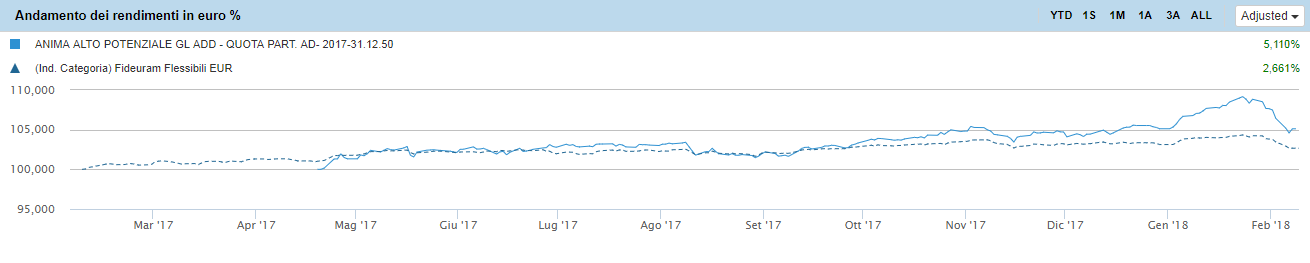 Andamento dei rendimenti in euro % YTD 1S 1M 1A 3A ALL Adjusted
ANIMA ALTO POTENZIALE GL ADD - QUOTA PART. AD- 2017-31.12.50 5,110%
(Ind. Categoria) Fideuram Flessibili EUR 2,661%
110,000
105,000
100,000
95,000
Mar '17 Apr '17 Mag '17 Giu '17 Lug '17 Ago '17 Set '17 Ott '17 Nov '17 Dic '17 Gen '18 Feb '18